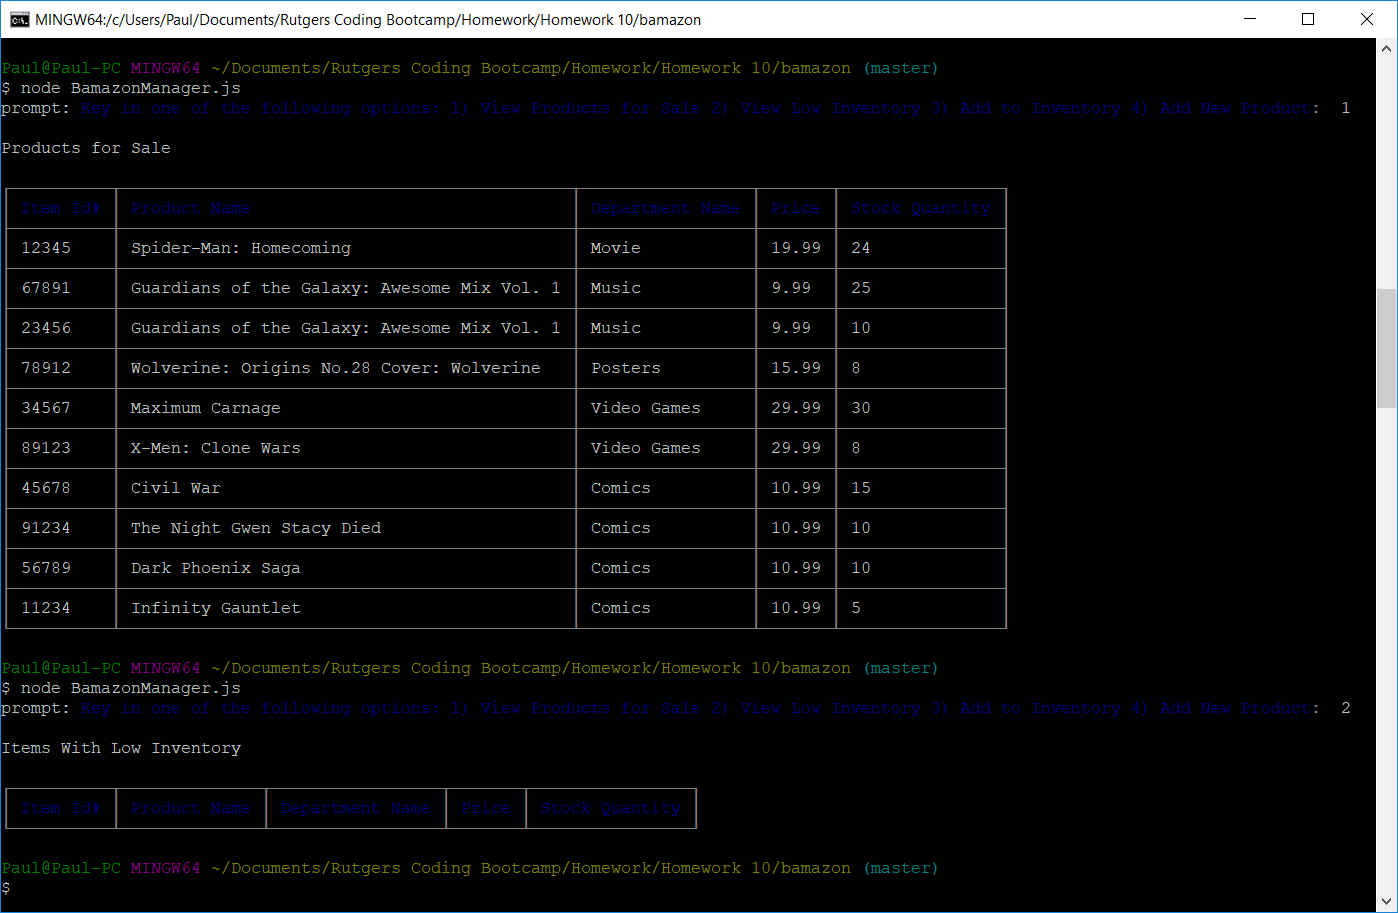 MINGW64:/c/Users/Paul/Documents/Rutgers Coding Bootcamp/Homework/Homework 10/bamazon
Paul@Paul-PC MINGW64 ~/Documents/Rutgers Coding Bootcamp/Homework/Homework 10/bamazon (master)
$ node BamazonManager.js
prompt: Key in one of the following options: 1) View Products for Sale 2) View Low Inventory 3) Add to Inventory 4) Add New Product:  1
Products for Sale
Item Id# Product Name Department Name Price Stock Quantity
12345 Spider-Man: Homecoming Movie 19.99 24
67891 Guardians of the Galaxy: Awesome Mix Vol. 1 Music 9.99 25
23456 Guardians of the Galaxy: Awesome Mix Vol. 1 Music 9.99 10
78912 Wolverine: Origins No.28 Cover: Wolverine Posters 15.99 8
34567 Maximum Carnage Video Games 29.99 30
89123 X-Men: Clone Wars Video Games 29.99 8
45678 Civil War Comics 10.99 15
91234 The Night Gwen Stacy Died Comics 10.99 10
56789 Dark Phoenix Saga Comics 10.99 10
11234 Infinity Gauntlet Comics 10.99 5
Paul@Paul-PC MINGW64 ~/Documents/Rutgers Coding Bootcamp/Homework/Homework 10/bamazon (master)
$ node BamazonManager.js
prompt: Key in one of the following options: 1) View Products for Sale 2) View Low Inventory 3) Add to Inventory 4) Add New Product:  2
Items With Low Inventory
Item Id# Product Name Department Name Price Stock Quantity
Paul@Paul-PC MINGW64 ~/Documents/Rutgers Coding Bootcamp/Homework/Homework 10/bamazon (master)
$